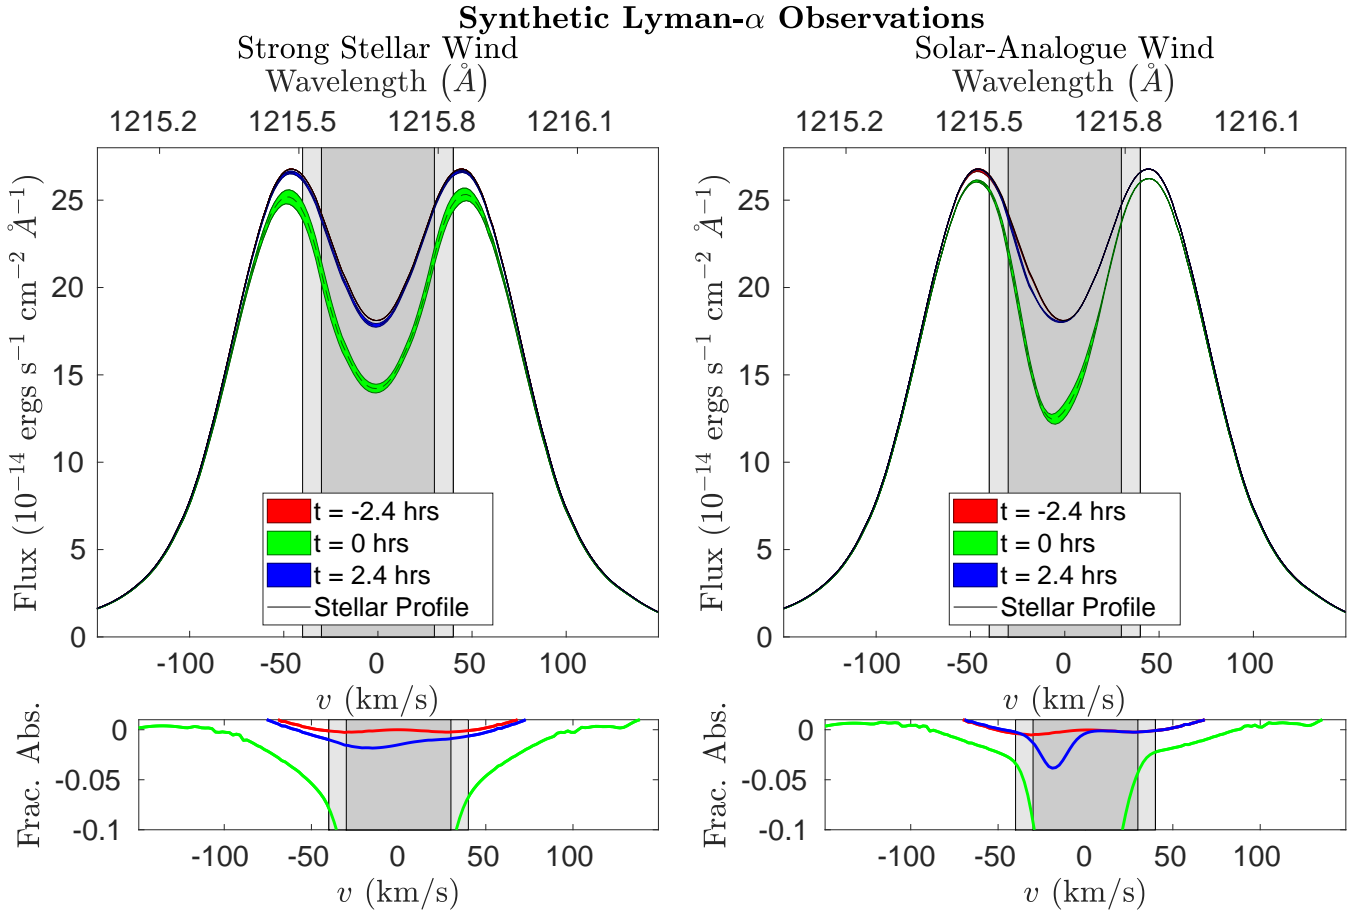 Synthetic Lyman-α Observations
Strong Stellar Wind
Wavelength (Å)
1215.2 1215.5 1215.8 1216.1
Flux (10⁻¹⁴ ergs s⁻¹ cm⁻² Å⁻¹)
25
20
15
10
5
0
t = -2.4 hrs
t = 0 hrs
t = 2.4 hrs
Stellar Profile
-100 -50 0 50 100
v (km/s)
Frac. Abs.
0
-0.05
-0.1
-100 -50 0 50 100
v (km/s)
Solar-Analogue Wind
Wavelength (Å)
1215.2 1215.5 1215.8 1216.1
Flux (10⁻¹⁴ ergs s⁻¹ cm⁻² Å⁻¹)
25
20
15
10
5
0
t = -2.4 hrs
t = 0 hrs
t = 2.4 hrs
Stellar Profile
-100 -50 0 50 100
v (km/s)
Frac. Abs.
0
-0.05
-0.1
-100 -50 0 50 100
v (km/s)